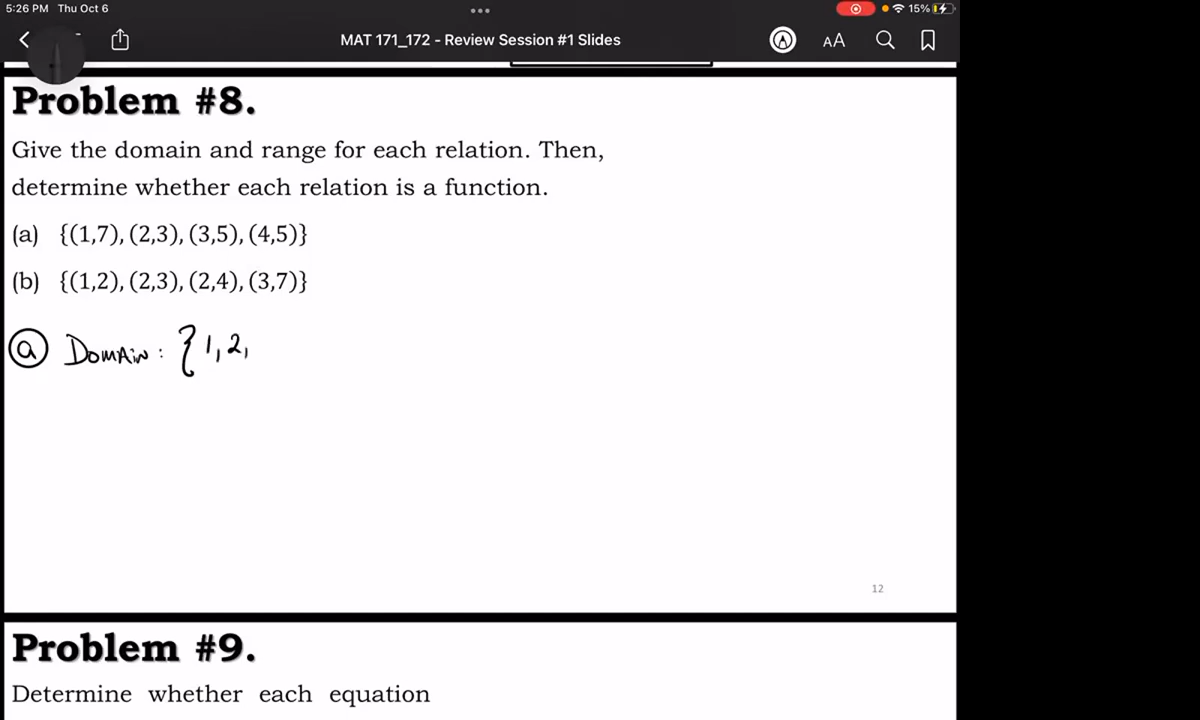 5:26 PM Thu Oct 6
15%
MAT 171_172 - Review Session #1 Slides
AA
Problem #8.
Give the domain and range for each relation. Then,
determine whether each relation is a function.
(a) {(1,7), (2,3), (3,5), (4,5)}
(b) {(1,2), (2,3), (2,4), (3,7)}
a Domain: { 1, 2,
12
Problem #9.
Determine whether each equation